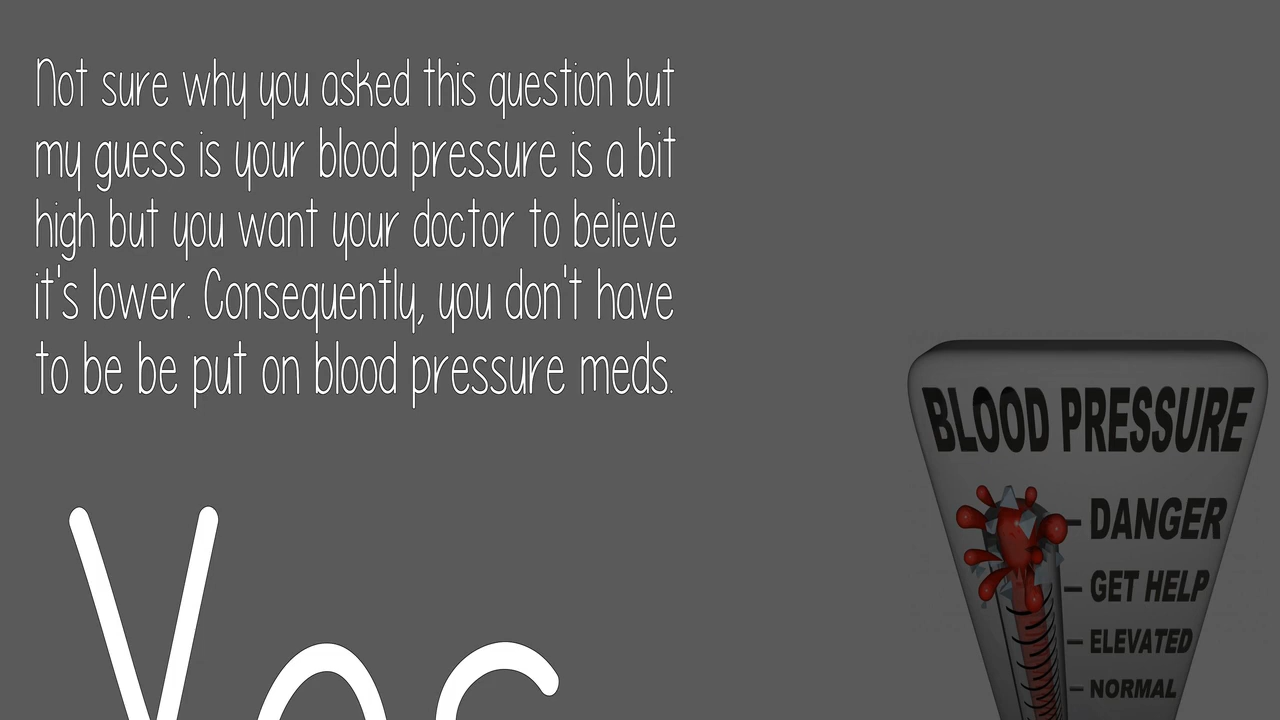 Not sure why you asked this question but
my guess is your blood pressure is a bit
high but you want your doctor to believe
it's lower. Consequently, you don't have
to be be put on blood pressure meds.
Yes
BLOOD PRESSURE
DANGER
GET HELP
ELEVATED
NORMAL